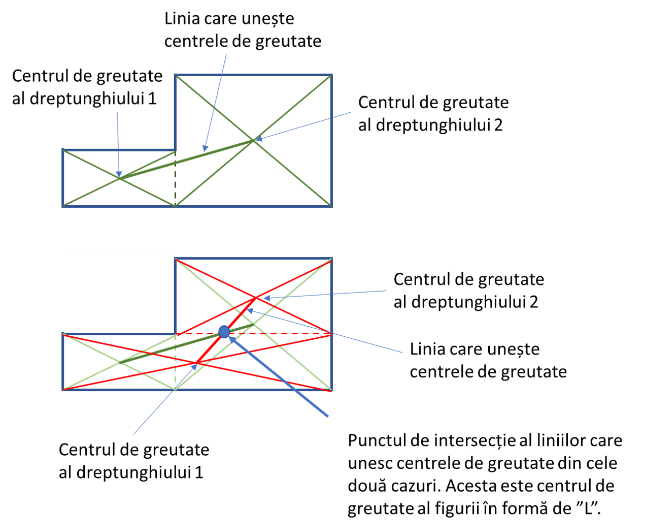 Linia care unește
centrele de greutate
Centrul de greutate
al dreptunghiului 1
Centrul de greutate
al dreptunghiului 2
Centrul de greutate
al dreptunghiului 2
Linia care unește
centrele de greutate
Centrul de greutate
al dreptunghiului 1
Punctul de intersecție al liniilor care
unesc centrele de greutate din cele
două cazuri. Acesta este centrul de
greutate al figurii în formă de ”L”.